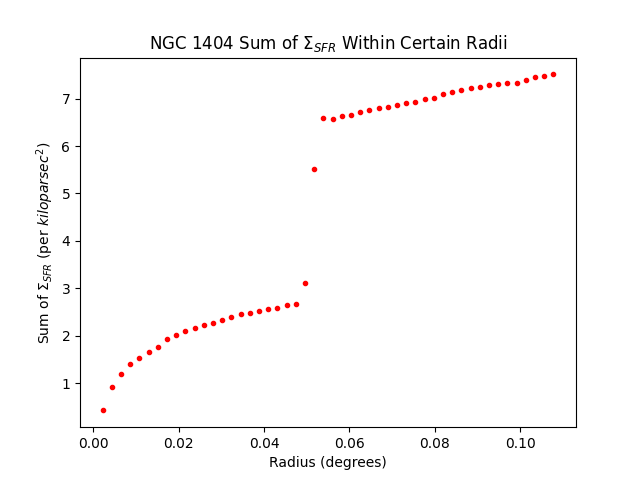 NGC 1404 Sum of Σ_SFR Within Certain Radii
7
6
5
4
3
2
1
Sum of Σ_SFR (per kiloparsec²)
0.00 0.02 0.04 0.06 0.08 0.10
Radius (degrees)